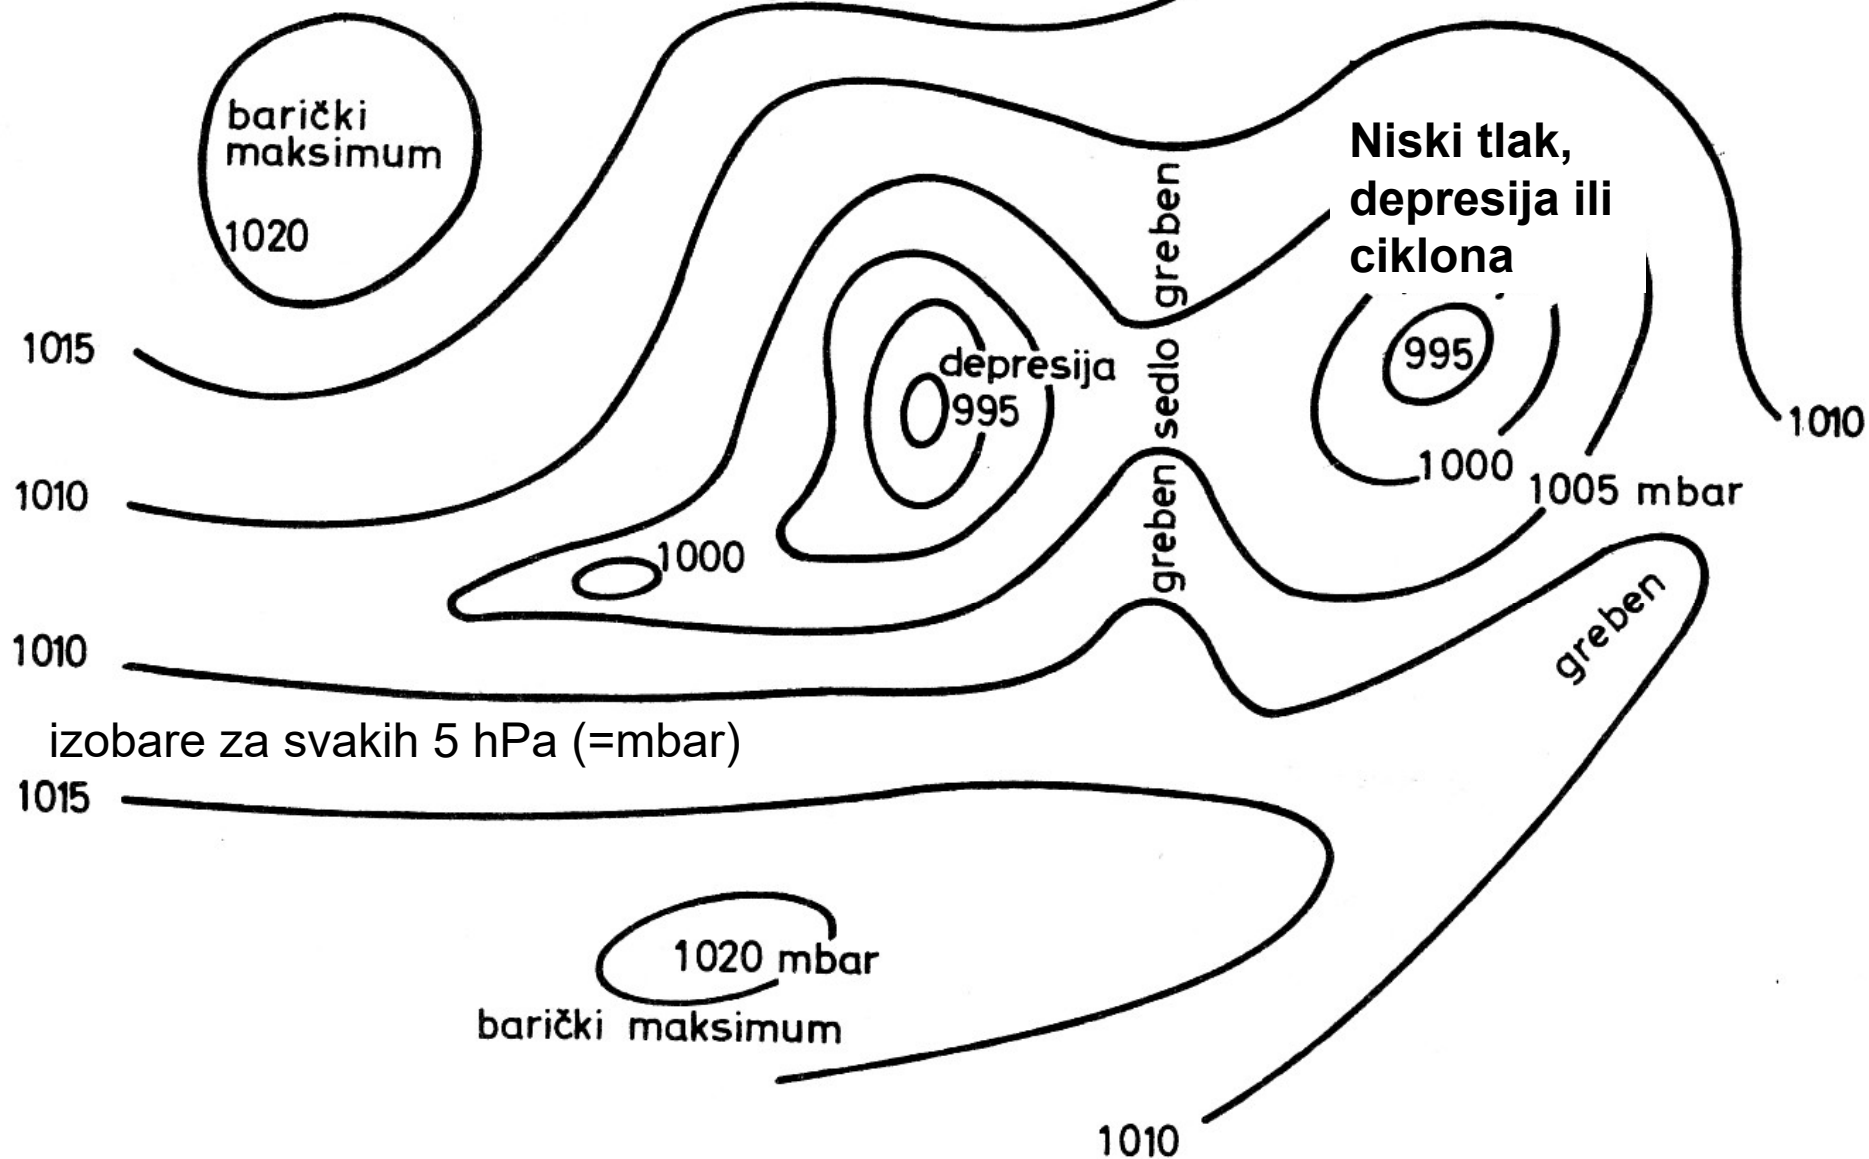 barički
maksimum
1020
Niski tlak,
depresija ili
ciklona
greben
sedlo
greben
1015
depresija
995
995
1010
1010
1000
1005 mbar
1000
greben
1010
izobare za svakih 5 hPa (=mbar)
1015
1020 mbar
barički maksimum
1010